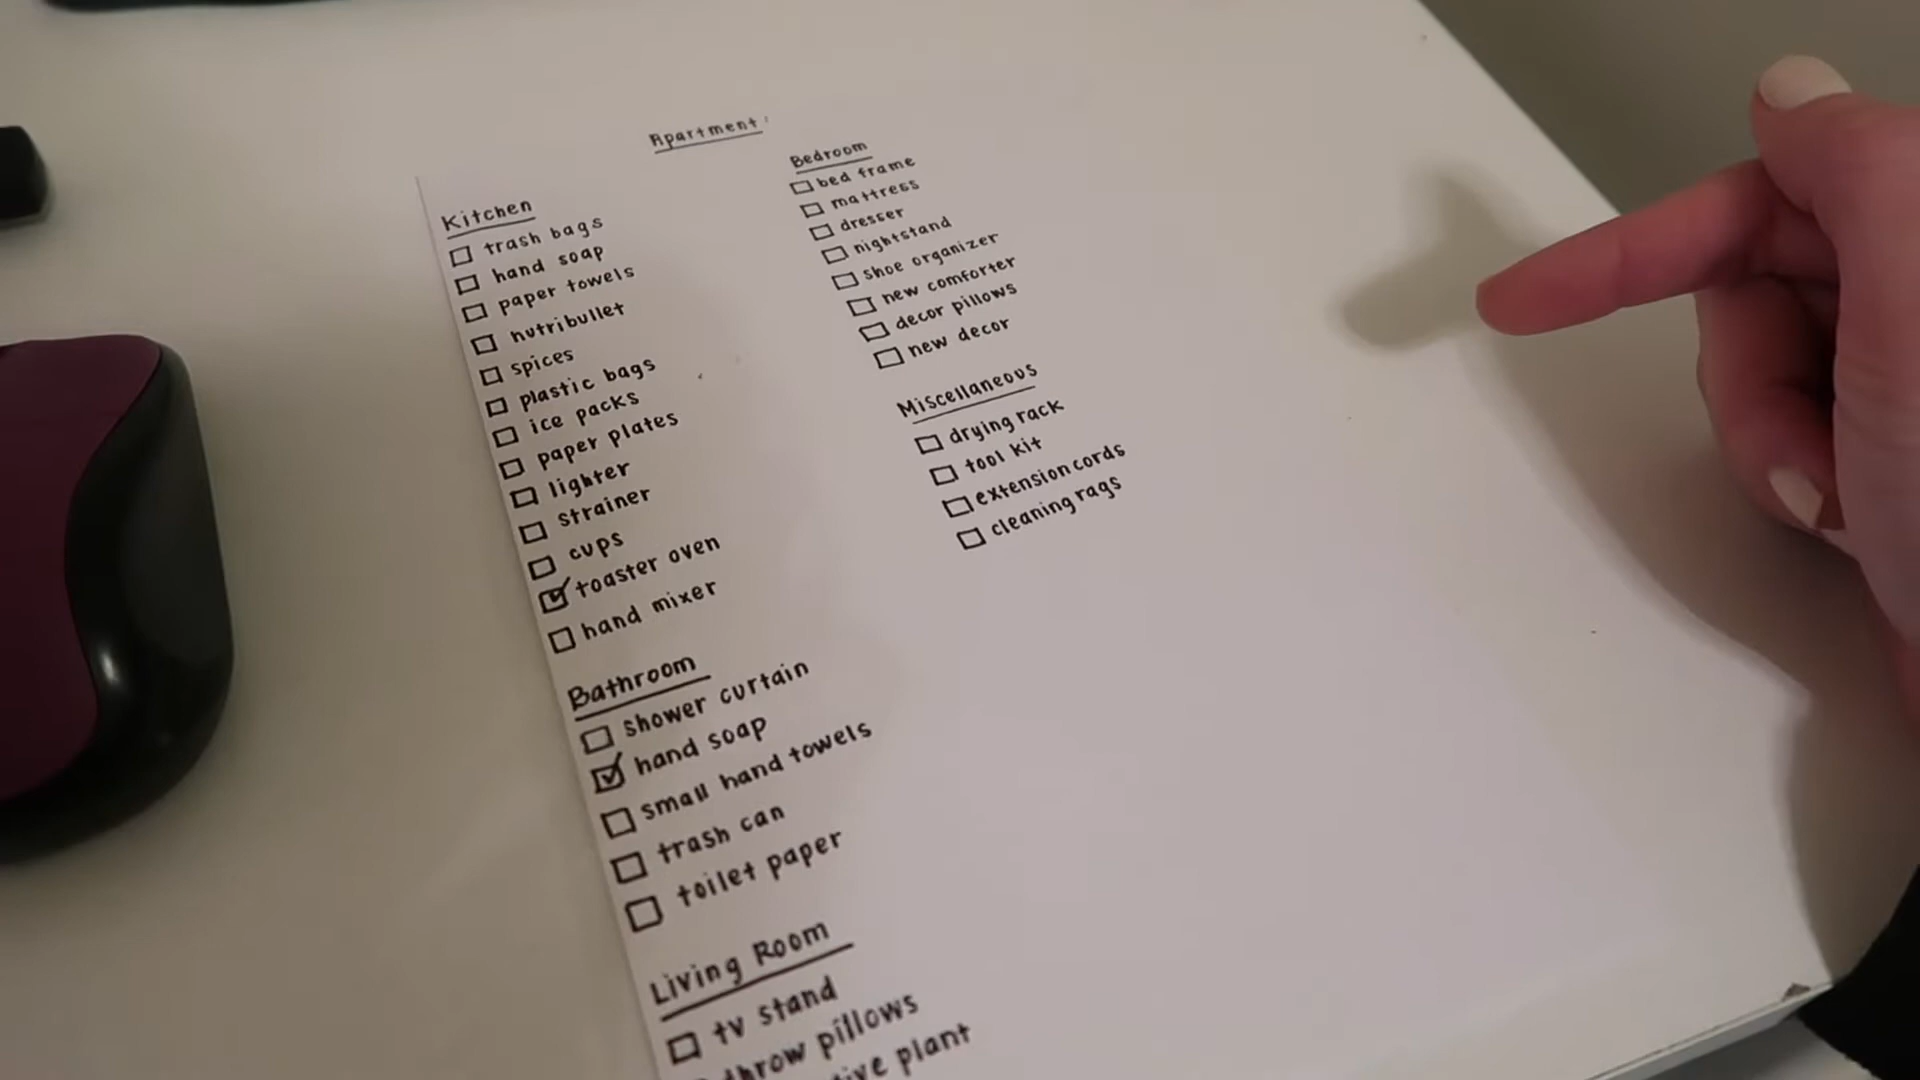 Apartment:
Kitchen
trash bags
hand soap
paper towels
nutribullet
spices
plastic bags
ice packs
paper plates
lighter
strainer
cups
toaster oven
hand mixer
Bathroom
shower curtain
hand soap
small hand towels
trash can
toilet paper
Living Room
tv stand
throw pillows
plant
Bedroom
bed frame
mattress
dresser
nightstand
shoe organizer
new comforter
decor pillows
new decor
Miscellaneous
drying rack
tool kit
extension cords
cleaning rags